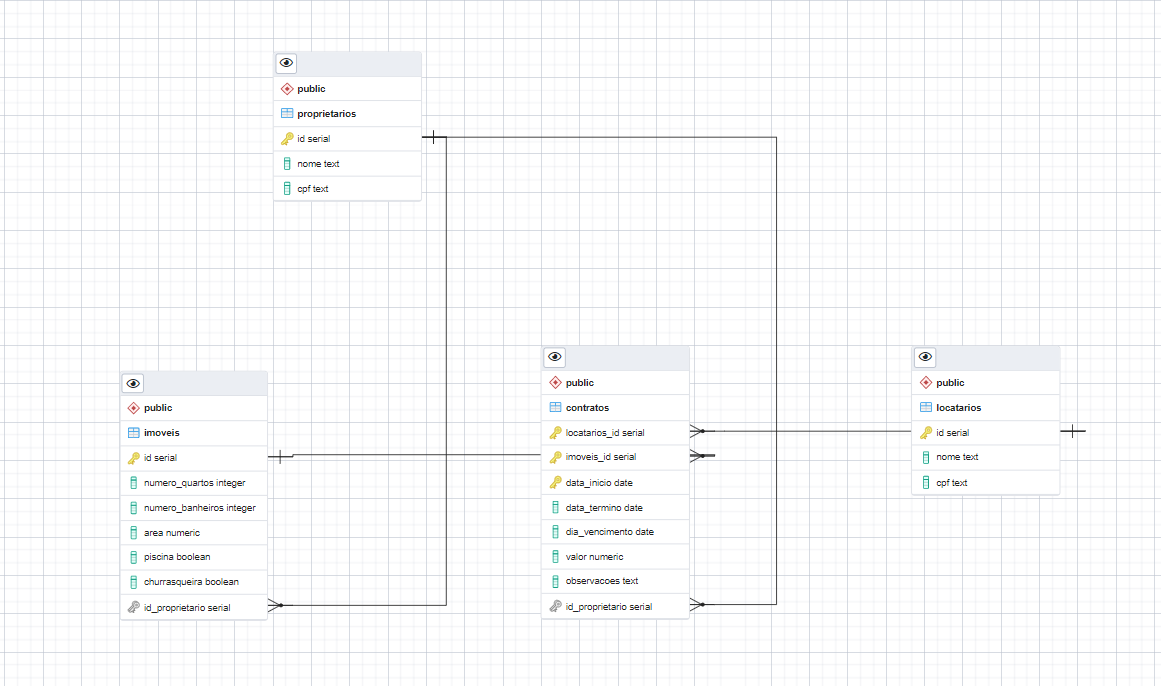 public
proprietarios
id serial
nome text
cpf text
public
imoveis
id serial
numero_quartos integer
numero_banheiros integer
area numeric
piscina boolean
churrasqueira boolean
id_proprietario serial
public
contratos
locatarios_id serial
imoveis_id serial
data_inicio date
data_termino date
dia_vencimento date
valor numeric
observacoes text
id_proprietario serial
public
locatarios
id serial
nome text
cpf text